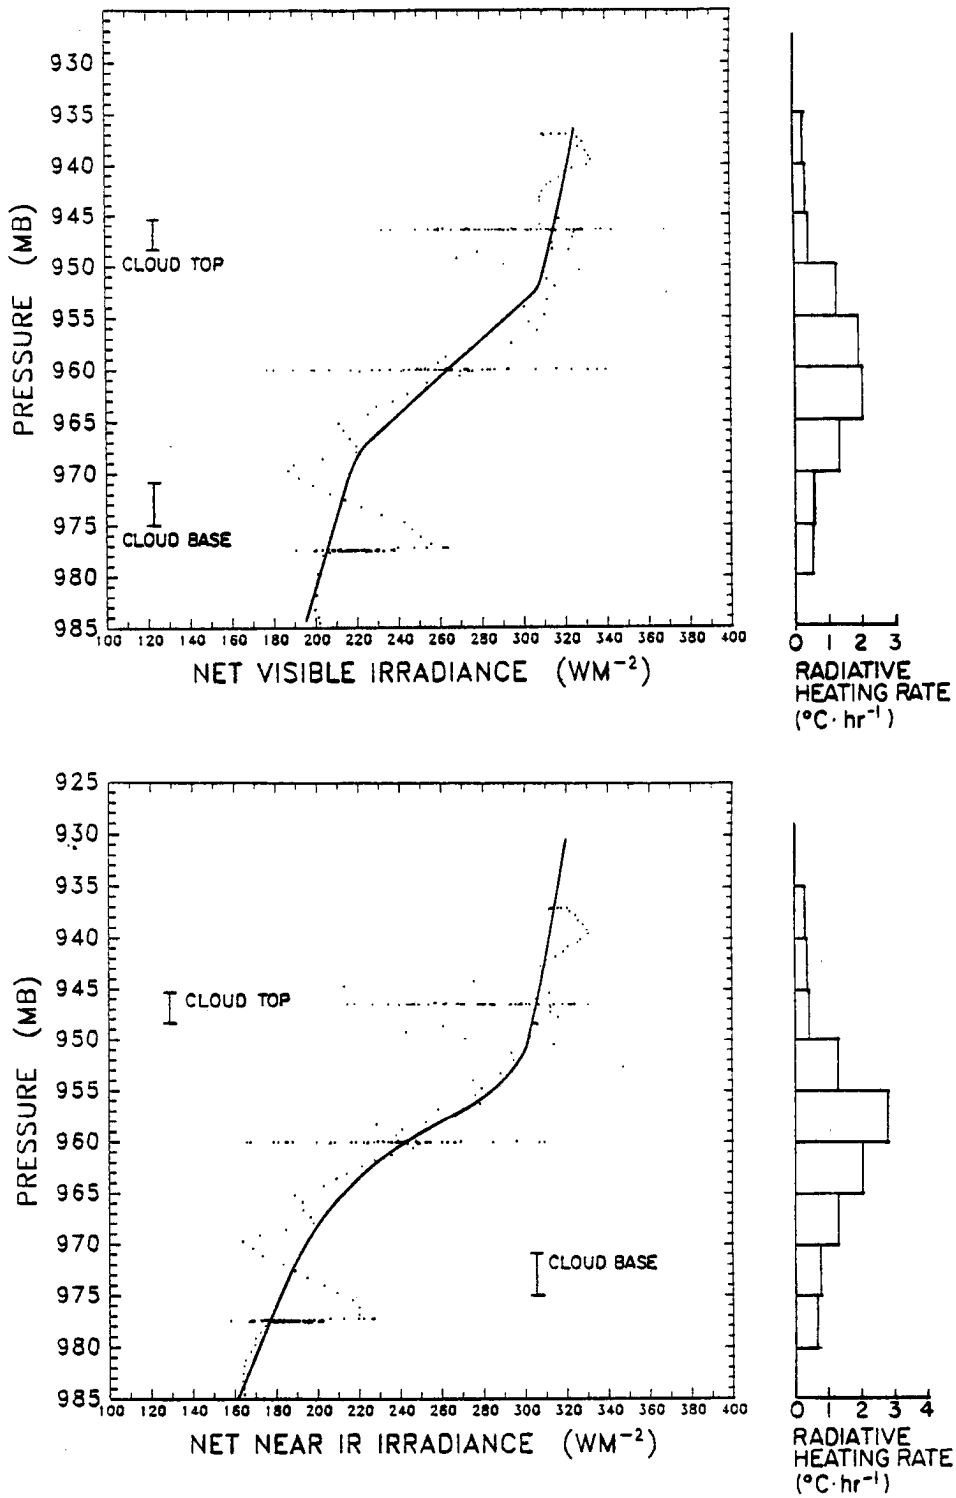 930
935
940
945
950
955
960
965
970
975
980
985
PRESSURE (MB)
CLOUD TOP
CLOUD BASE
100 120 140 160 180 200 220 240 260 280 300 320 340 360 380 400
NET VISIBLE IRRADIANCE (WM⁻²)
0 1 2 3
RADIATIVE
HEATING RATE
(°C·hr⁻¹)
925
930
935
940
945
950
955
960
965
970
975
980
985
PRESSURE (MB)
CLOUD TOP
CLOUD BASE
100 120 140 160 180 200 220 240 260 280 300 320 340 360 380 400
NET NEAR IR IRRADIANCE (WM⁻²)
0 1 2 3 4
RADIATIVE
HEATING RATE
(°C·hr⁻¹)